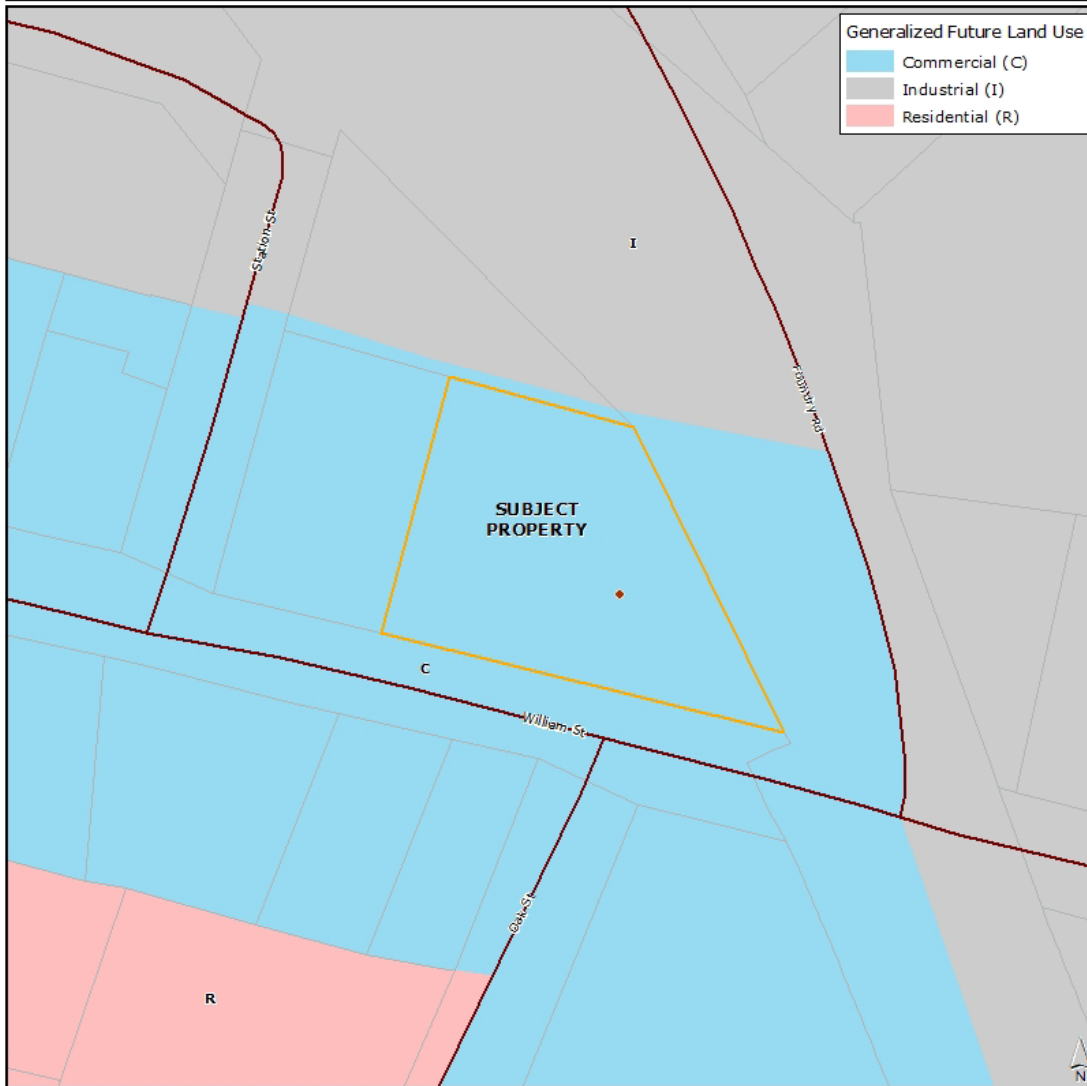 Generalized Future Land Use
Commercial (C)
Industrial (I)
Residential (R)
Station St
I
Foundry Rd
SUBJECT
PROPERTY
C
William St
Oak St
R
N